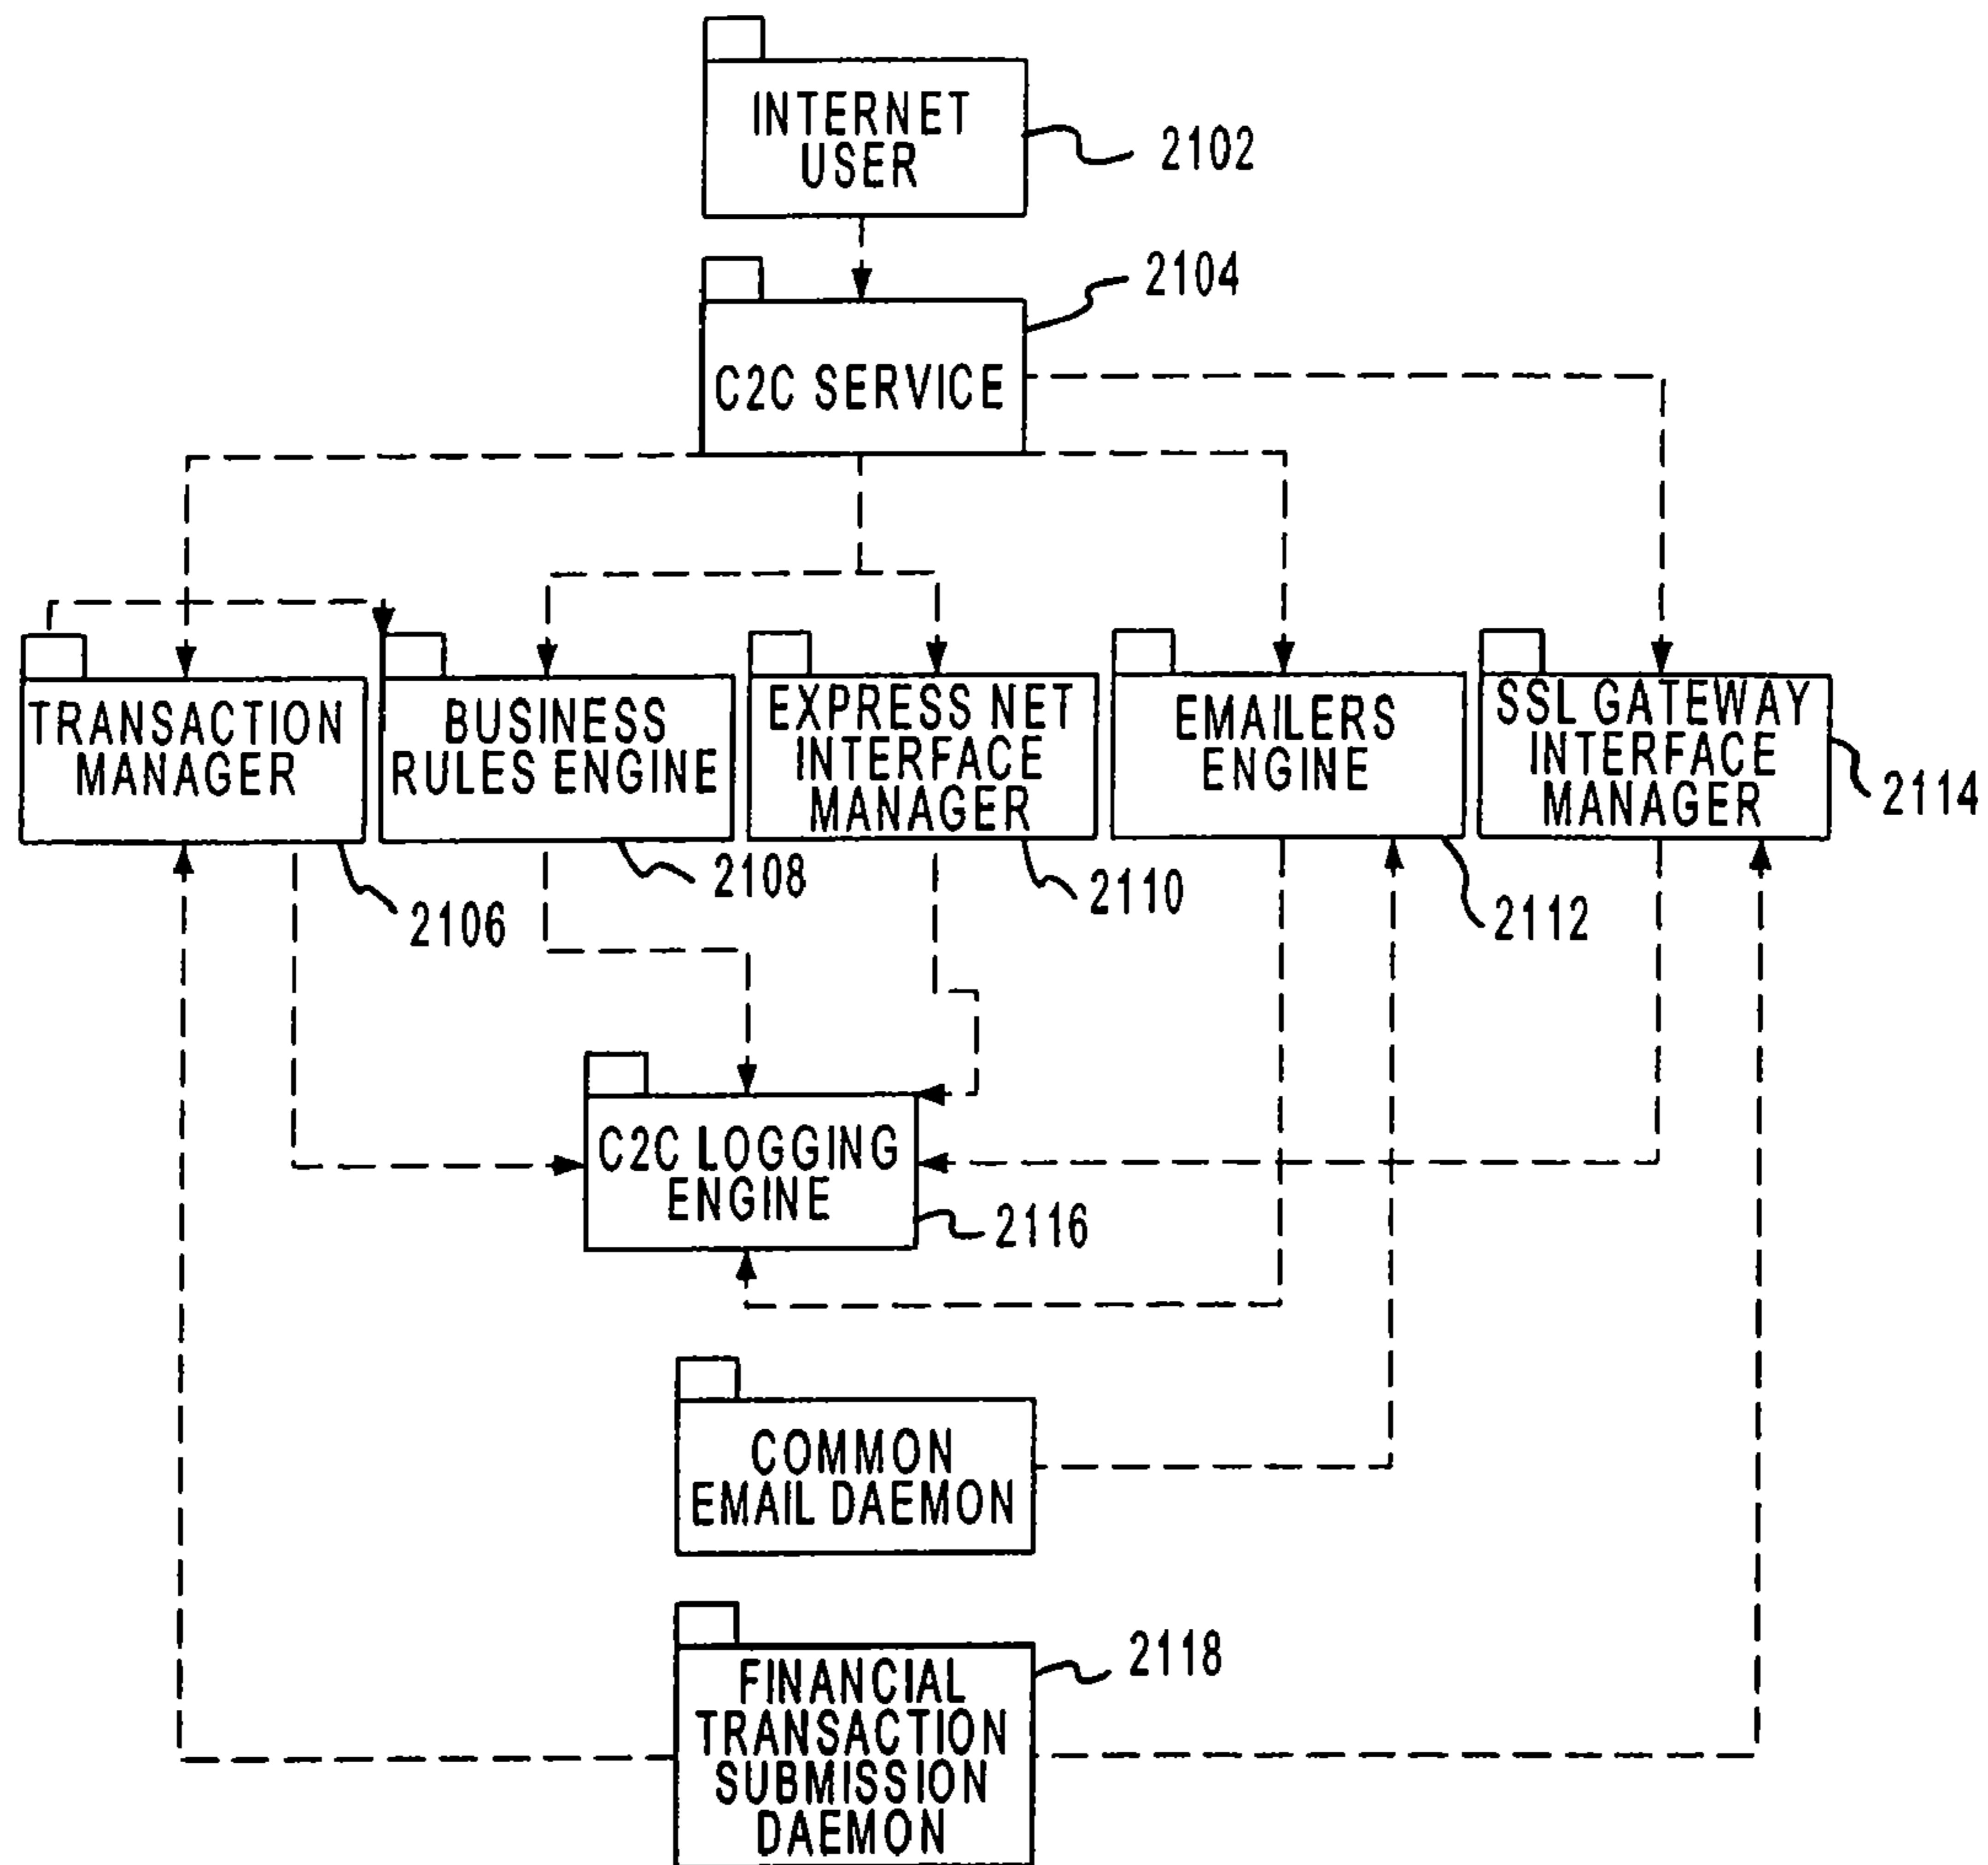 INTERNET
USER
2102
2104
C2C SERVICE
TRANSACTION
MANAGER
2106
BUSINESS
RULES ENGINE
2108
EXPRESS NET
INTERFACE
MANAGER
2110
EMAILERS
ENGINE
2112
SSL GATEWAY
INTERFACE
MANAGER
2114
C2C LOGGING
ENGINE
2116
COMMON
EMAIL DAEMON
2118
FINANCIAL
TRANSACTION
SUBMISSION
DAEMON